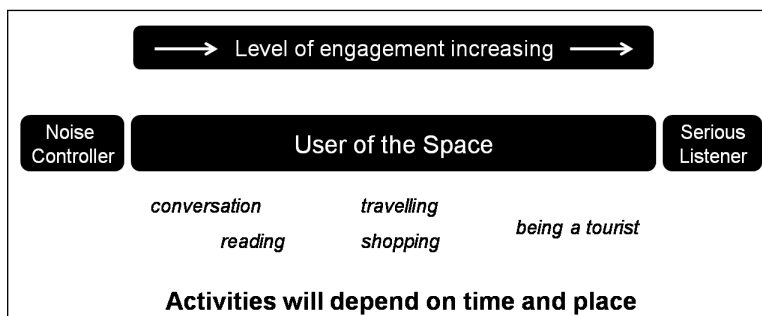 Level of engagement increasing
Noise
Controller
User of the Space
Serious
Listener
conversation
travelling
reading
shopping
being a tourist
Activities will depend on time and place